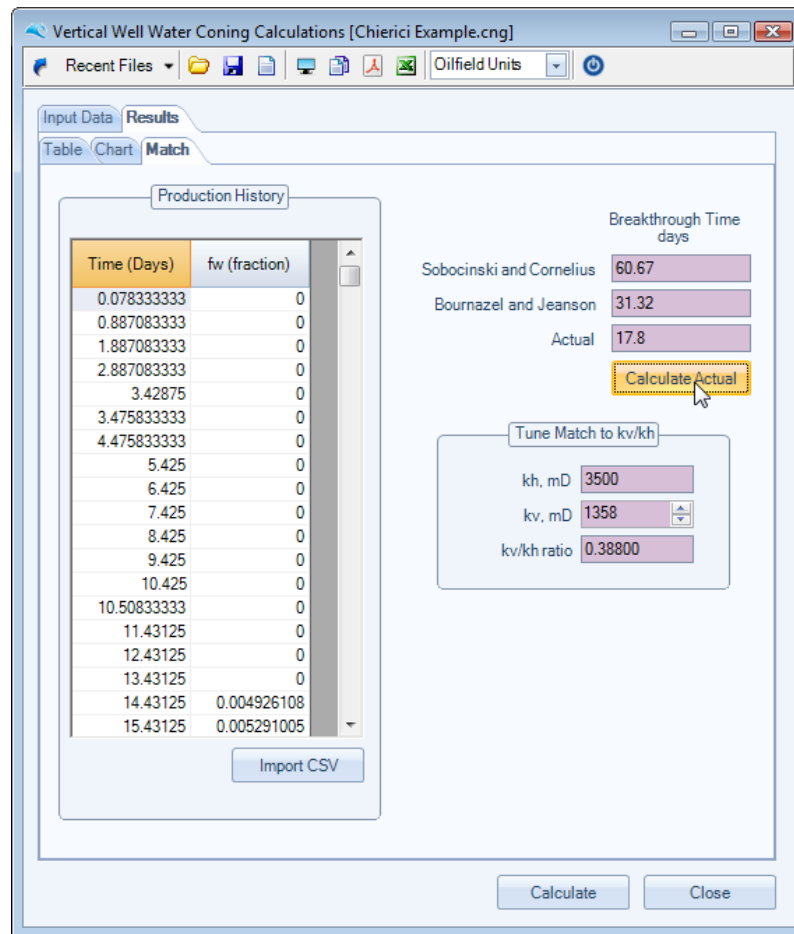 Vertical Well Water Coning Calculations [Chierici Example.cng]
Recent Files Oilfield Units
Input Data Results
Table Chart Match
Production History
Time (Days) fw (fraction)
0.078333333 0
0.887083333 0
1.887083333 0
2.887083333 0
3.42875 0
3.475833333 0
4.475833333 0
5.425 0
6.425 0
7.425 0
8.425 0
9.425 0
10.425 0
10.50833333 0
11.43125 0
12.43125 0
13.43125 0
14.43125 0.004926108
15.43125 0.005291005
Import CSV
Breakthrough Time
days
Sobocinski and Cornelius 60.67
Bournazel and Jeanson 31.32
Actual 17.8
Calculate Actual
Tune Match to kv/kh
kh, mD 3500
kv, mD 1358
kv/kh ratio 0.38800
Calculate Close